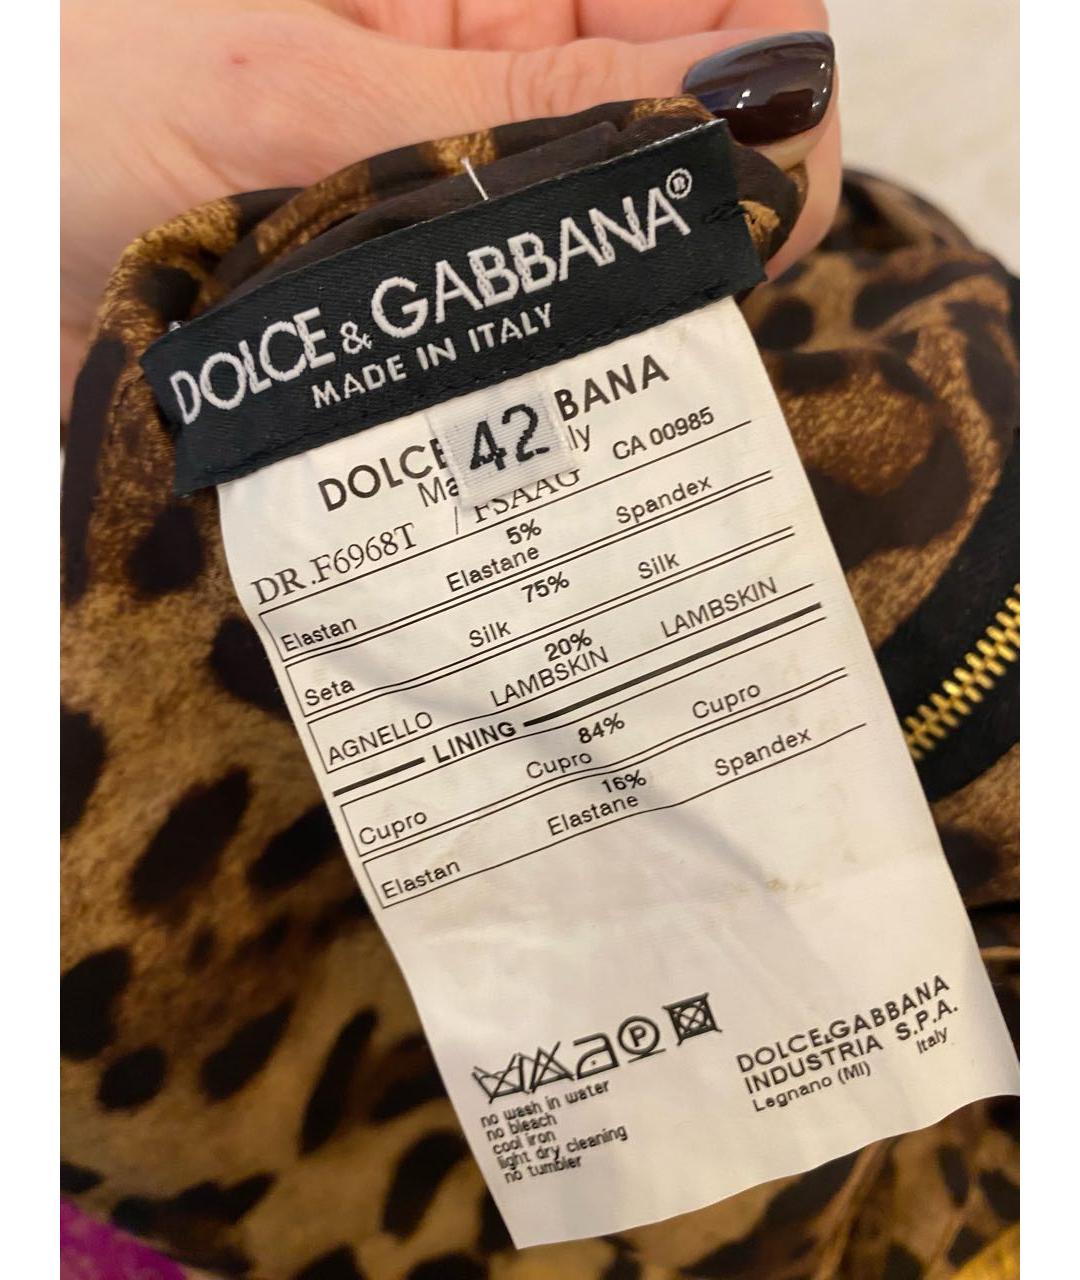 DOLCE & GABBANA®
MADE IN ITALY
42
DOLCE BANA
Ma ly
DR.F6968T / FSAAG CA 00985
5%
Elastan Elastane Spandex
75%
Seta Silk Silk
20%
AGNELLO LAMBSKIN LAMBSKIN
LINING
84%
Cupro Cupro Cupro
16%
Elastan Elastane Spandex
P
no wash in water
no bleach
cool iron
light dry cleaning
no tumbler
DOLCE&GABBANA
INDUSTRIA S.P.A.
Legnano (MI) Italy